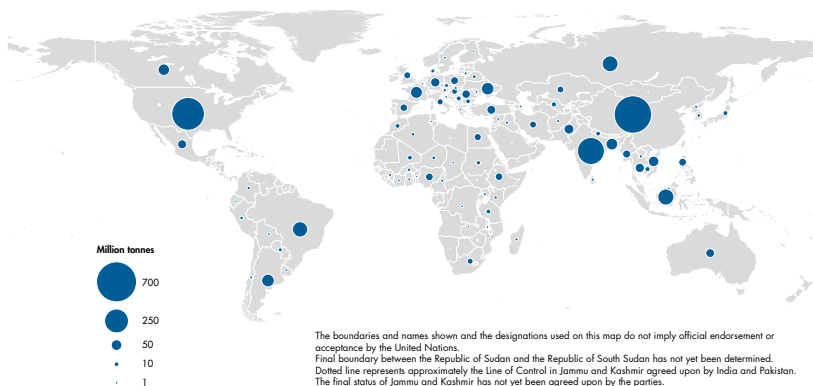 Million tonnes
700
250
50
10
1
The boundaries and names shown and the designations used on this map do not imply official endorsement or
acceptance by the United Nations.
Final boundary between the Republic of Sudan and the Republic of South Sudan has not yet been determined.
Dotted line represents approximately the Line of Control in Jammu and Kashmir agreed upon by India and Pakistan.
The final status of Jammu and Kashmir has not yet been agreed upon by the parties.